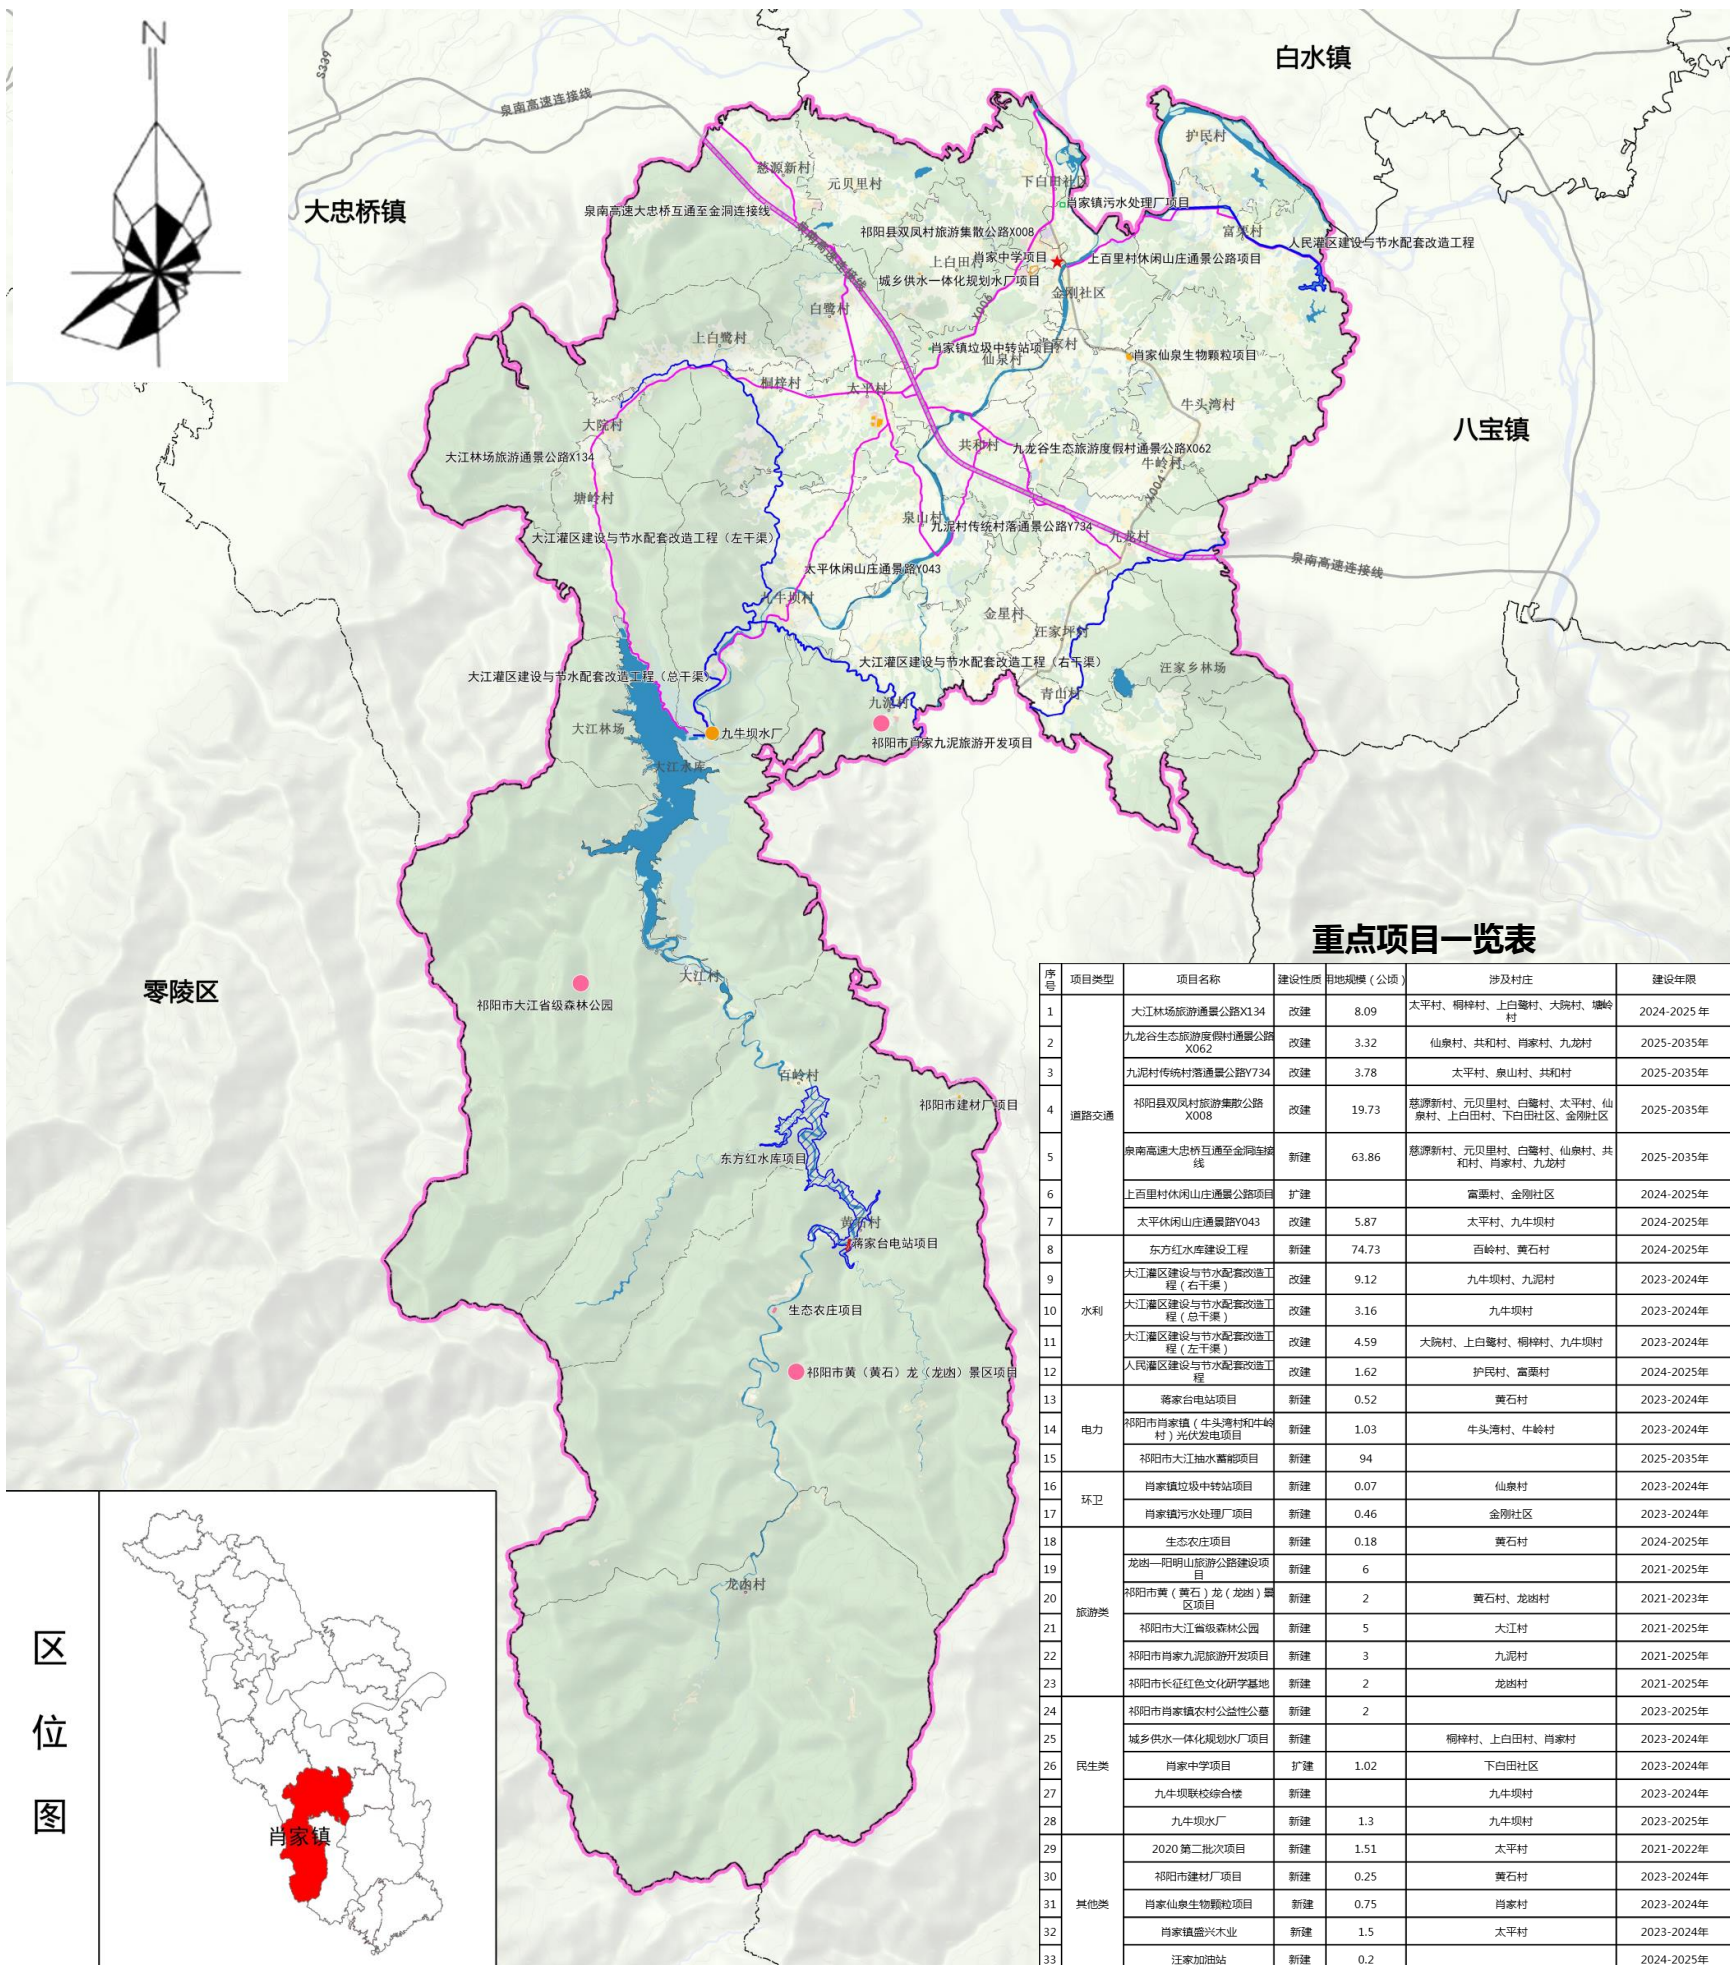 N
S339
泉南高速连接线
白水镇
大忠桥镇
护民村
慈源新村
元贝里村
下白田社区
肖家镇污水处理厂项目
泉南高速大忠桥互通至金洞连接线
祁阳县双凤村旅游集散公路X008
富栗村
人民灌区建设与节水配套改造工程
泉南高速连接线
上白田村
肖家中学项目
上百里村休闲山庄通景公路项目
城乡供水一体化规划水厂项目
金刚社区
白鹭村
X006
上白鹭村
肖家镇垃圾中转站项目
肖家村
仙泉村
肖家仙泉生物颗粒项目
桐梓村
太平村
牛头湾村
大院村
八宝镇
共和村
九龙谷生态旅游度假村通景公路X062
大江林场旅游通景公路X134
牛岭村
X004
塘岭村
泉山村
九泥村传统村落通景公路Y734
大江灌区建设与节水配套改造工程（左干渠）
九龙村
泉南高速连接线
太平休闲山庄通景路Y043
九牛坝村
金星村
汪家坪村
大江灌区建设与节水配套改造工程（右干渠）
汪家乡林场
大江灌区建设与节水配套改造工程（总干渠）
青山村
九泥村
大江林场
九牛坝水厂
祁阳市肖家九泥旅游开发项目
大江水库
零陵区
大江村
祁阳市大江省级森林公园
百岭村
祁阳市建材厂项目
东方红水库项目
黄石村
蒋家台电站项目
生态农庄项目
祁阳市黄（黄石）龙（龙凼）景区项目
龙凼村
区
位
图
肖家镇
重点项目一览表
序号 项目类型 项目名称 建设性质 用地规模（公顷） 涉及村庄 建设年限
1 道路交通 大江林场旅游通景公路X134 改建 8.09 太平村、桐梓村、上白鹭村、大院村、塘岭村 2024-2025年
2 九龙谷生态旅游度假村通景公路X062 改建 3.32 仙泉村、共和村、肖家村、九龙村 2025-2035年
3 九泥村传统村落通景公路Y734 改建 3.78 太平村、泉山村、共和村 2025-2035年
4 祁阳县双凤村旅游集散公路X008 改建 19.73 慈源新村、元贝里村、白鹭村、太平村、仙泉村、上白田村、下白田社区、金刚社区 2025-2035年
5 泉南高速大忠桥互通至金洞连接线 新建 63.86 慈源新村、元贝里村、白鹭村、仙泉村、共和村、肖家村、九龙村 2025-2035年
6 上百里村休闲山庄通景公路项目 扩建 富栗村、金刚社区 2024-2025年
7 太平休闲山庄通景路Y043 改建 5.87 太平村、九牛坝村 2024-2025年
8 水利 东方红水库建设工程 新建 74.73 百岭村、黄石村 2024-2025年
9 大江灌区建设与节水配套改造工程（右干渠） 改建 9.12 九牛坝村、九泥村 2023-2024年
10 大江灌区建设与节水配套改造工程（总干渠） 改建 3.16 九牛坝村 2023-2024年
11 大江灌区建设与节水配套改造工程（左干渠） 改建 4.59 大院村、上白鹭村、桐梓村、九牛坝村 2023-2024年
12 人民灌区建设与节水配套改造工程 改建 1.62 护民村、富栗村 2024-2025年
13 电力 蒋家台电站项目 新建 0.52 黄石村 2023-2024年
14 祁阳市肖家镇（牛头湾村和牛岭村）光伏发电项目 新建 1.03 牛头湾村、牛岭村 2023-2024年
15 祁阳市大江抽水蓄能项目 新建 94 2025-2035年
16 环卫 肖家镇垃圾中转站项目 新建 0.07 仙泉村 2023-2024年
17 肖家镇污水处理厂项目 新建 0.46 金刚社区 2023-2024年
18 旅游类 生态农庄项目 新建 0.18 黄石村 2024-2025年
19 龙凼—阳明山旅游公路建设项目 新建 6 2021-2025年
20 祁阳市黄（黄石）龙（龙凼）景区项目 新建 2 黄石村、龙凼村 2021-2023年
21 祁阳市大江省级森林公园 新建 5 大江村 2021-2025年
22 祁阳市肖家九泥旅游开发项目 新建 3 九泥村 2021-2025年
23 祁阳市长征红色文化研学基地 新建 2 龙凼村 2021-2025年
24 民生类 祁阳市肖家镇农村公益性公墓 新建 2 2023-2025年
25 城乡供水一体化规划水厂项目 新建 桐梓村、上白田村、肖家村 2023-2024年
26 肖家中学项目 扩建 1.02 下白田社区 2023-2024年
27 九牛坝联校综合楼 新建 九牛坝村 2023-2024年
28 九牛坝水厂 新建 1.3 九牛坝村 2023-2025年
29 其他类 2020第二批次项目 新建 1.51 太平村 2021-2022年
30 祁阳市建材厂项目 新建 0.25 黄石村 2023-2024年
31 肖家仙泉生物颗粒项目 新建 0.75 肖家村 2023-2024年
32 肖家镇盛兴木业 新建 1.5 太平村 2023-2024年
33 汪家加油站 新建 0.2 2024-2025年